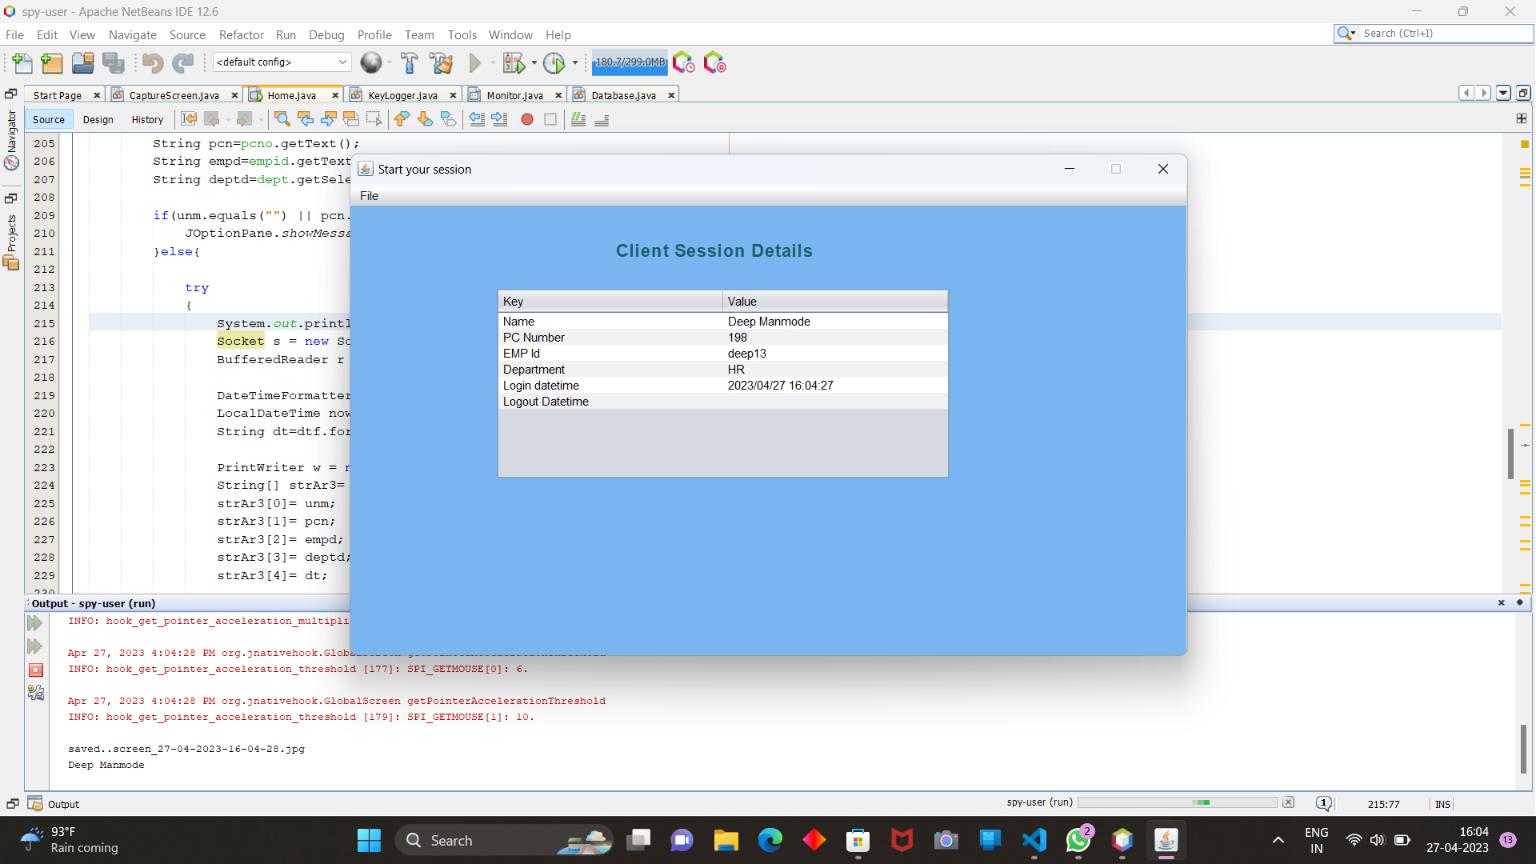 spy-user - Apache NetBeans IDE 12.6
File Edit View Navigate Source Refactor Run Debug Profile Team Tools Window Help
Search (Ctrl+I)
<default config>
180.7/299.0MB
Start Page CaptureScreen.java Home.java KeyLogger.java Monitor.java Database.java
Source Design History
Navigator
Projects
205 String pcn=pcno.getText();
206 String empd=empid.getText
207 String deptd=dept.getSele
208
209 if(unm.equals("") || pcn.
210 JOptionPane.showMessa
211 }else{
212
213 try
214 {
215 System.out.printl
216 Socket s = new So
217 BufferedReader r
218
219 DateTimeFormatter
220 LocalDateTime now
221 String dt=dtf.for
222
223 PrintWriter w = n
224 String[] strAr3=
225 strAr3[0]= unm;
226 strAr3[1]= pcn;
227 strAr3[2]= empd;
228 strAr3[3]= deptd;
229 strAr3[4]= dt;
Start your session
File
Client Session Details
Key Value
Name Deep Manmode
PC Number 198
EMP Id deep13
Department HR
Login datetime 2023/04/27 16:04:27
Logout Datetime
Output - spy-user (run)
INFO: hook_get_pointer_acceleration_multipli
Apr 27, 2023 4:04:28 PM org.jnativehook.GlobalScreen getPointerAccelerationThreshold
INFO: hook_get_pointer_acceleration_threshold [177]: SPI_GETMOUSE[0]: 6.
Apr 27, 2023 4:04:28 PM org.jnativehook.GlobalScreen getPointerAccelerationThreshold
INFO: hook_get_pointer_acceleration_threshold [179]: SPI_GETMOUSE[1]: 10.
saved..screen_27-04-2023-16-04-28.jpg
Deep Manmode
Output
spy-user (run)
1
215:77
INS
93°F
Rain coming
Search
2
ENG
IN
16:04
27-04-2023
13